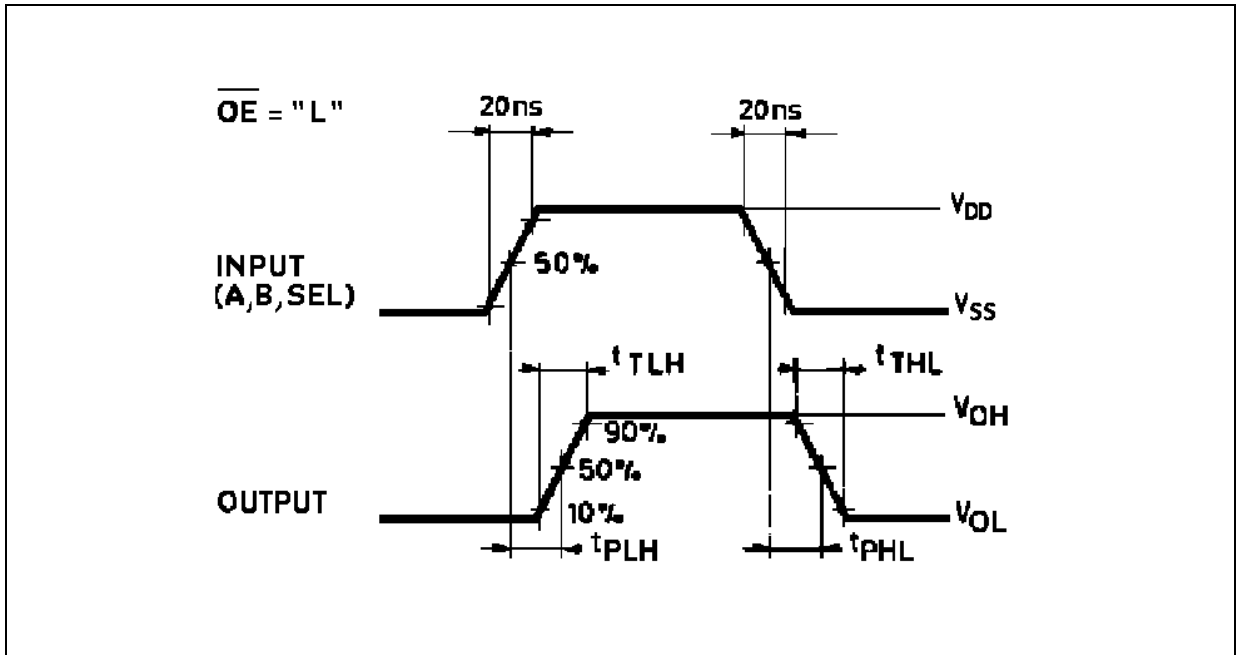 OE = "L"
20ns
20ns
VDD
INPUT
(A,B,SEL)
50%
VSS
tTLH
tTHL
VOH
90%
50%
OUTPUT
10%
VOL
tPLH
tPHL